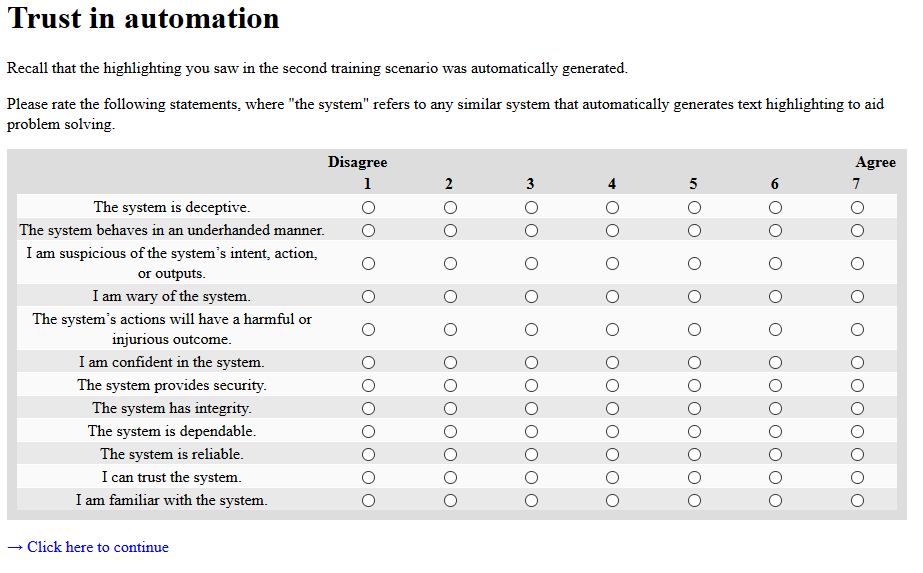 Trust in automation
Recall that the highlighting you saw in the second training scenario was automatically generated.
Please rate the following statements, where "the system" refers to any similar system that automatically generates text highlighting to aid
problem solving.
Disagree Agree
1 2 3 4 5 6 7
The system is deceptive.
The system behaves in an underhanded manner.
I am suspicious of the system’s intent, action,
or outputs.
I am wary of the system.
The system’s actions will have a harmful or
injurious outcome.
I am confident in the system.
The system provides security.
The system has integrity.
The system is dependable.
The system is reliable.
I can trust the system.
I am familiar with the system.
→ Click here to continue